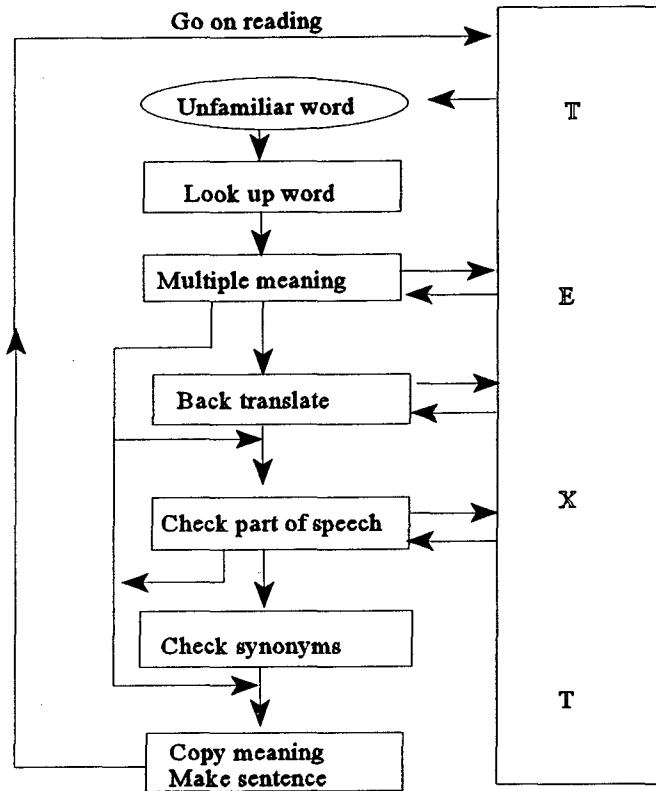 Go on reading
Unfamiliar word
Look up word
Multiple meaning
Back translate
Check part of speech
Check synonyms
Copy meaning
Make sentence
T
E
X
T